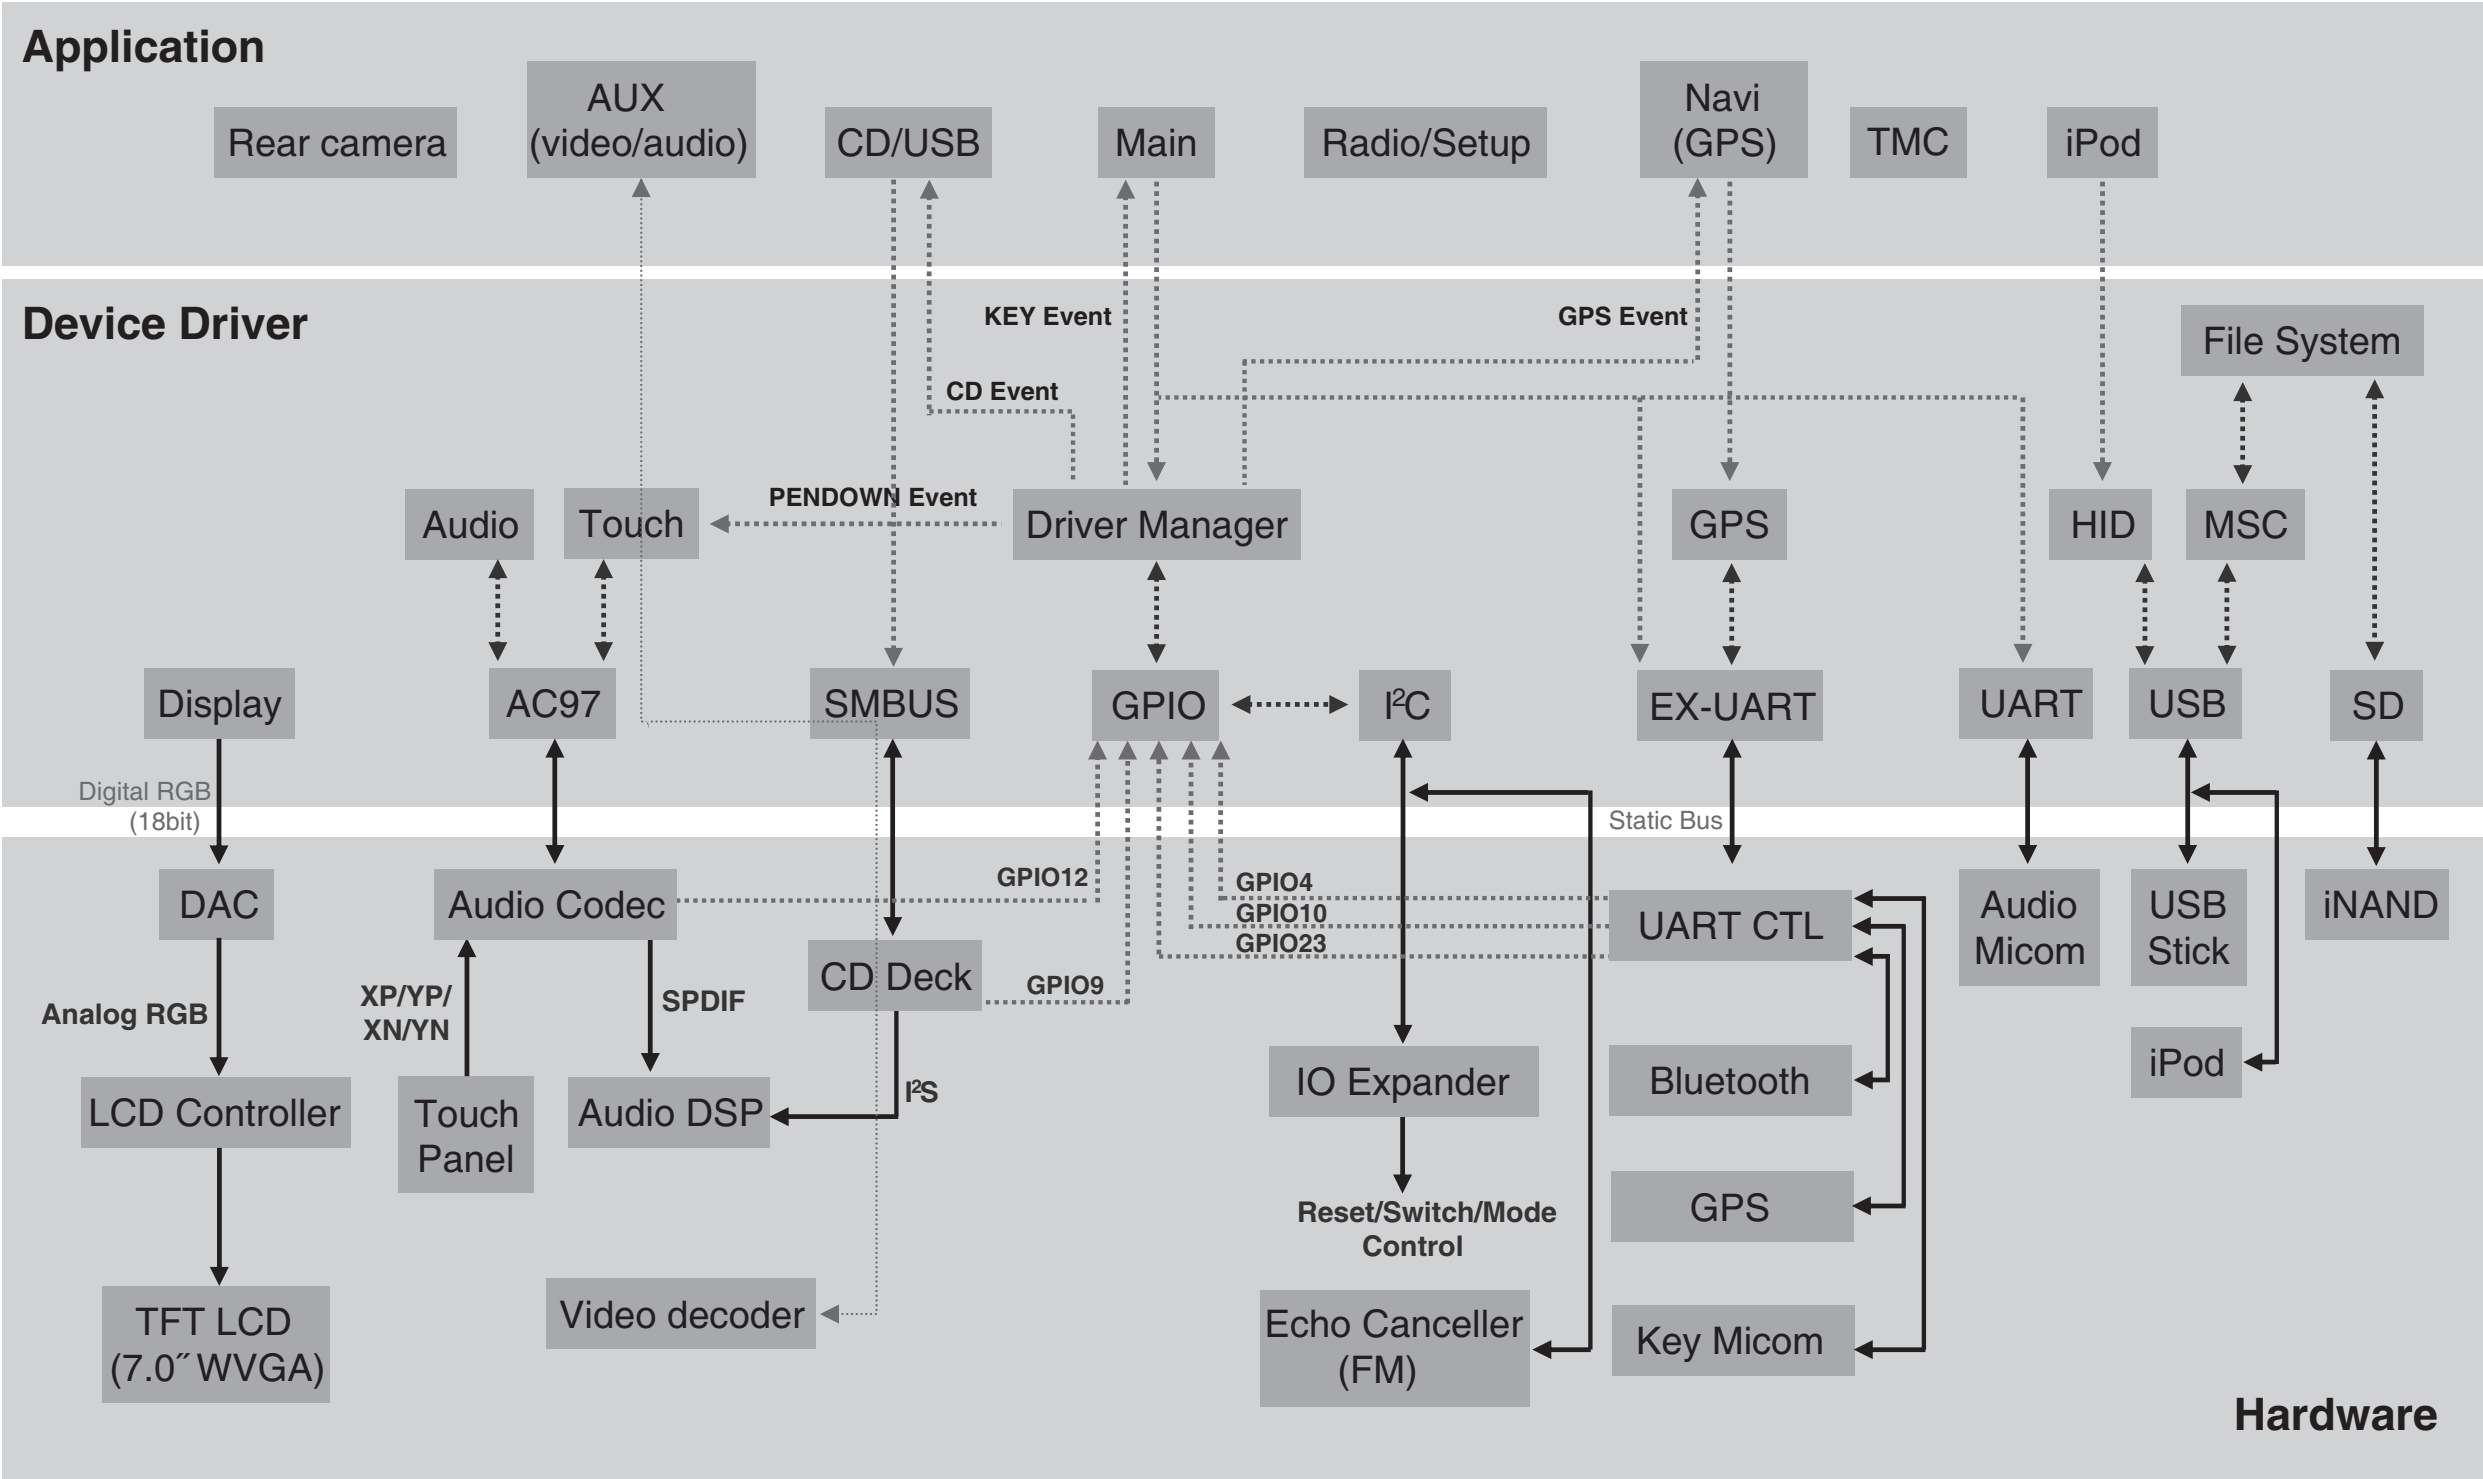 Application
Rear camera
AUX
(video/audio)
CD/USB
Main
Radio/Setup
Navi
(GPS)
TMC
iPod
Device Driver
KEY Event
GPS Event
File System
CD Event
PENDOWN Event
Audio
Touch
Driver Manager
GPS
HID
MSC
Display
AC97
SMBUS
GPIO
I²C
EX-UART
UART
USB
SD
Digital RGB
(18bit)
Static Bus
DAC
Audio Codec
GPIO12
GPIO4
GPIO10
GPIO23
UART CTL
Audio
Micom
USB
Stick
iNAND
CD Deck
GPIO9
Analog RGB
XP/YP/
XN/YN
SPDIF
I²S
LCD Controller
Touch
Panel
Audio DSP
IO Expander
Bluetooth
iPod
Reset/Switch/Mode
Control
GPS
Video decoder
TFT LCD
(7.0˝ WVGA)
Echo Canceller
(FM)
Key Micom
Hardware